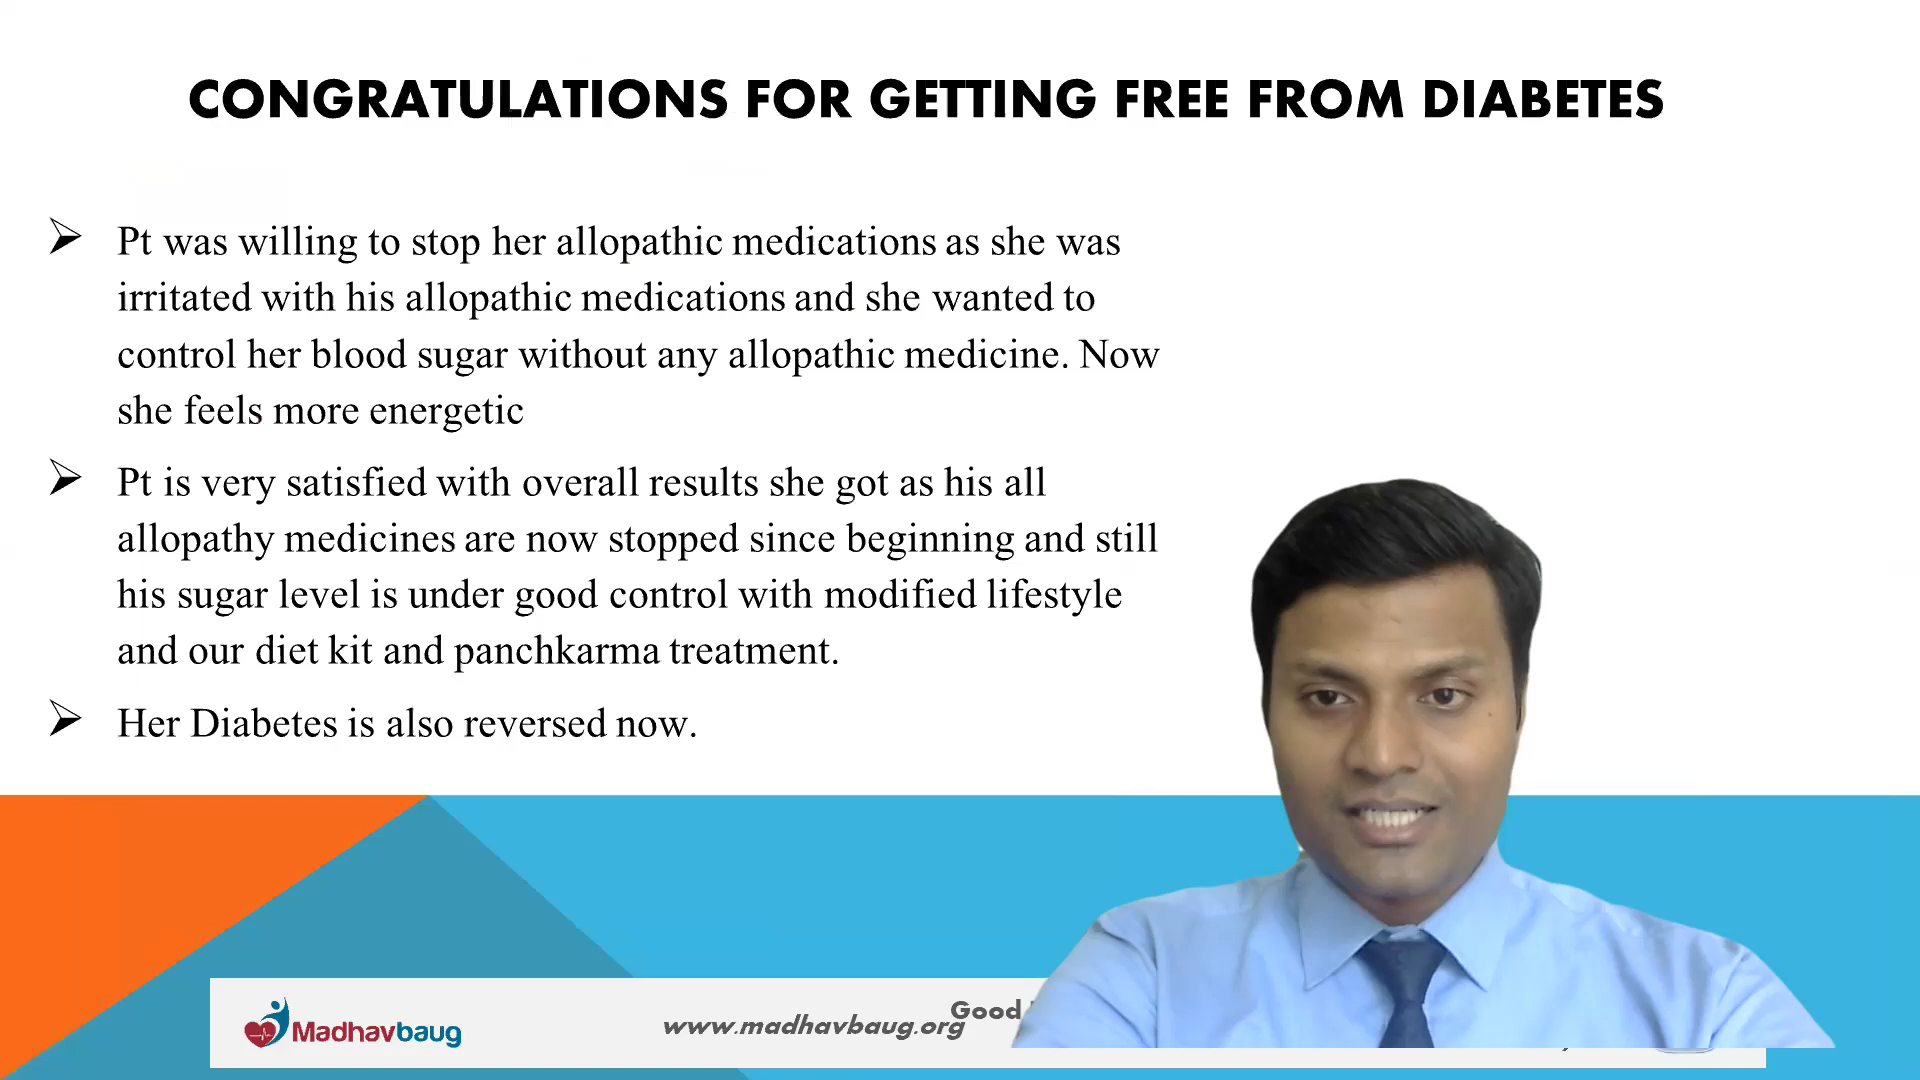 CONGRATULATIONS FOR GETTING FREE FROM DIABETES
Pt was willing to stop her allopathic medications as she was
irritated with his allopathic medications and she wanted to
control her blood sugar without any allopathic medicine. Now
she feels more energetic
Pt is very satisfied with overall results she got as his all
allopathy medicines are now stopped since beginning and still
his sugar level is under good control with modified lifestyle
and our diet kit and panchkarma treatment.
Her Diabetes is also reversed now.
Madhavbaug
www.madhavbaug.org
Good